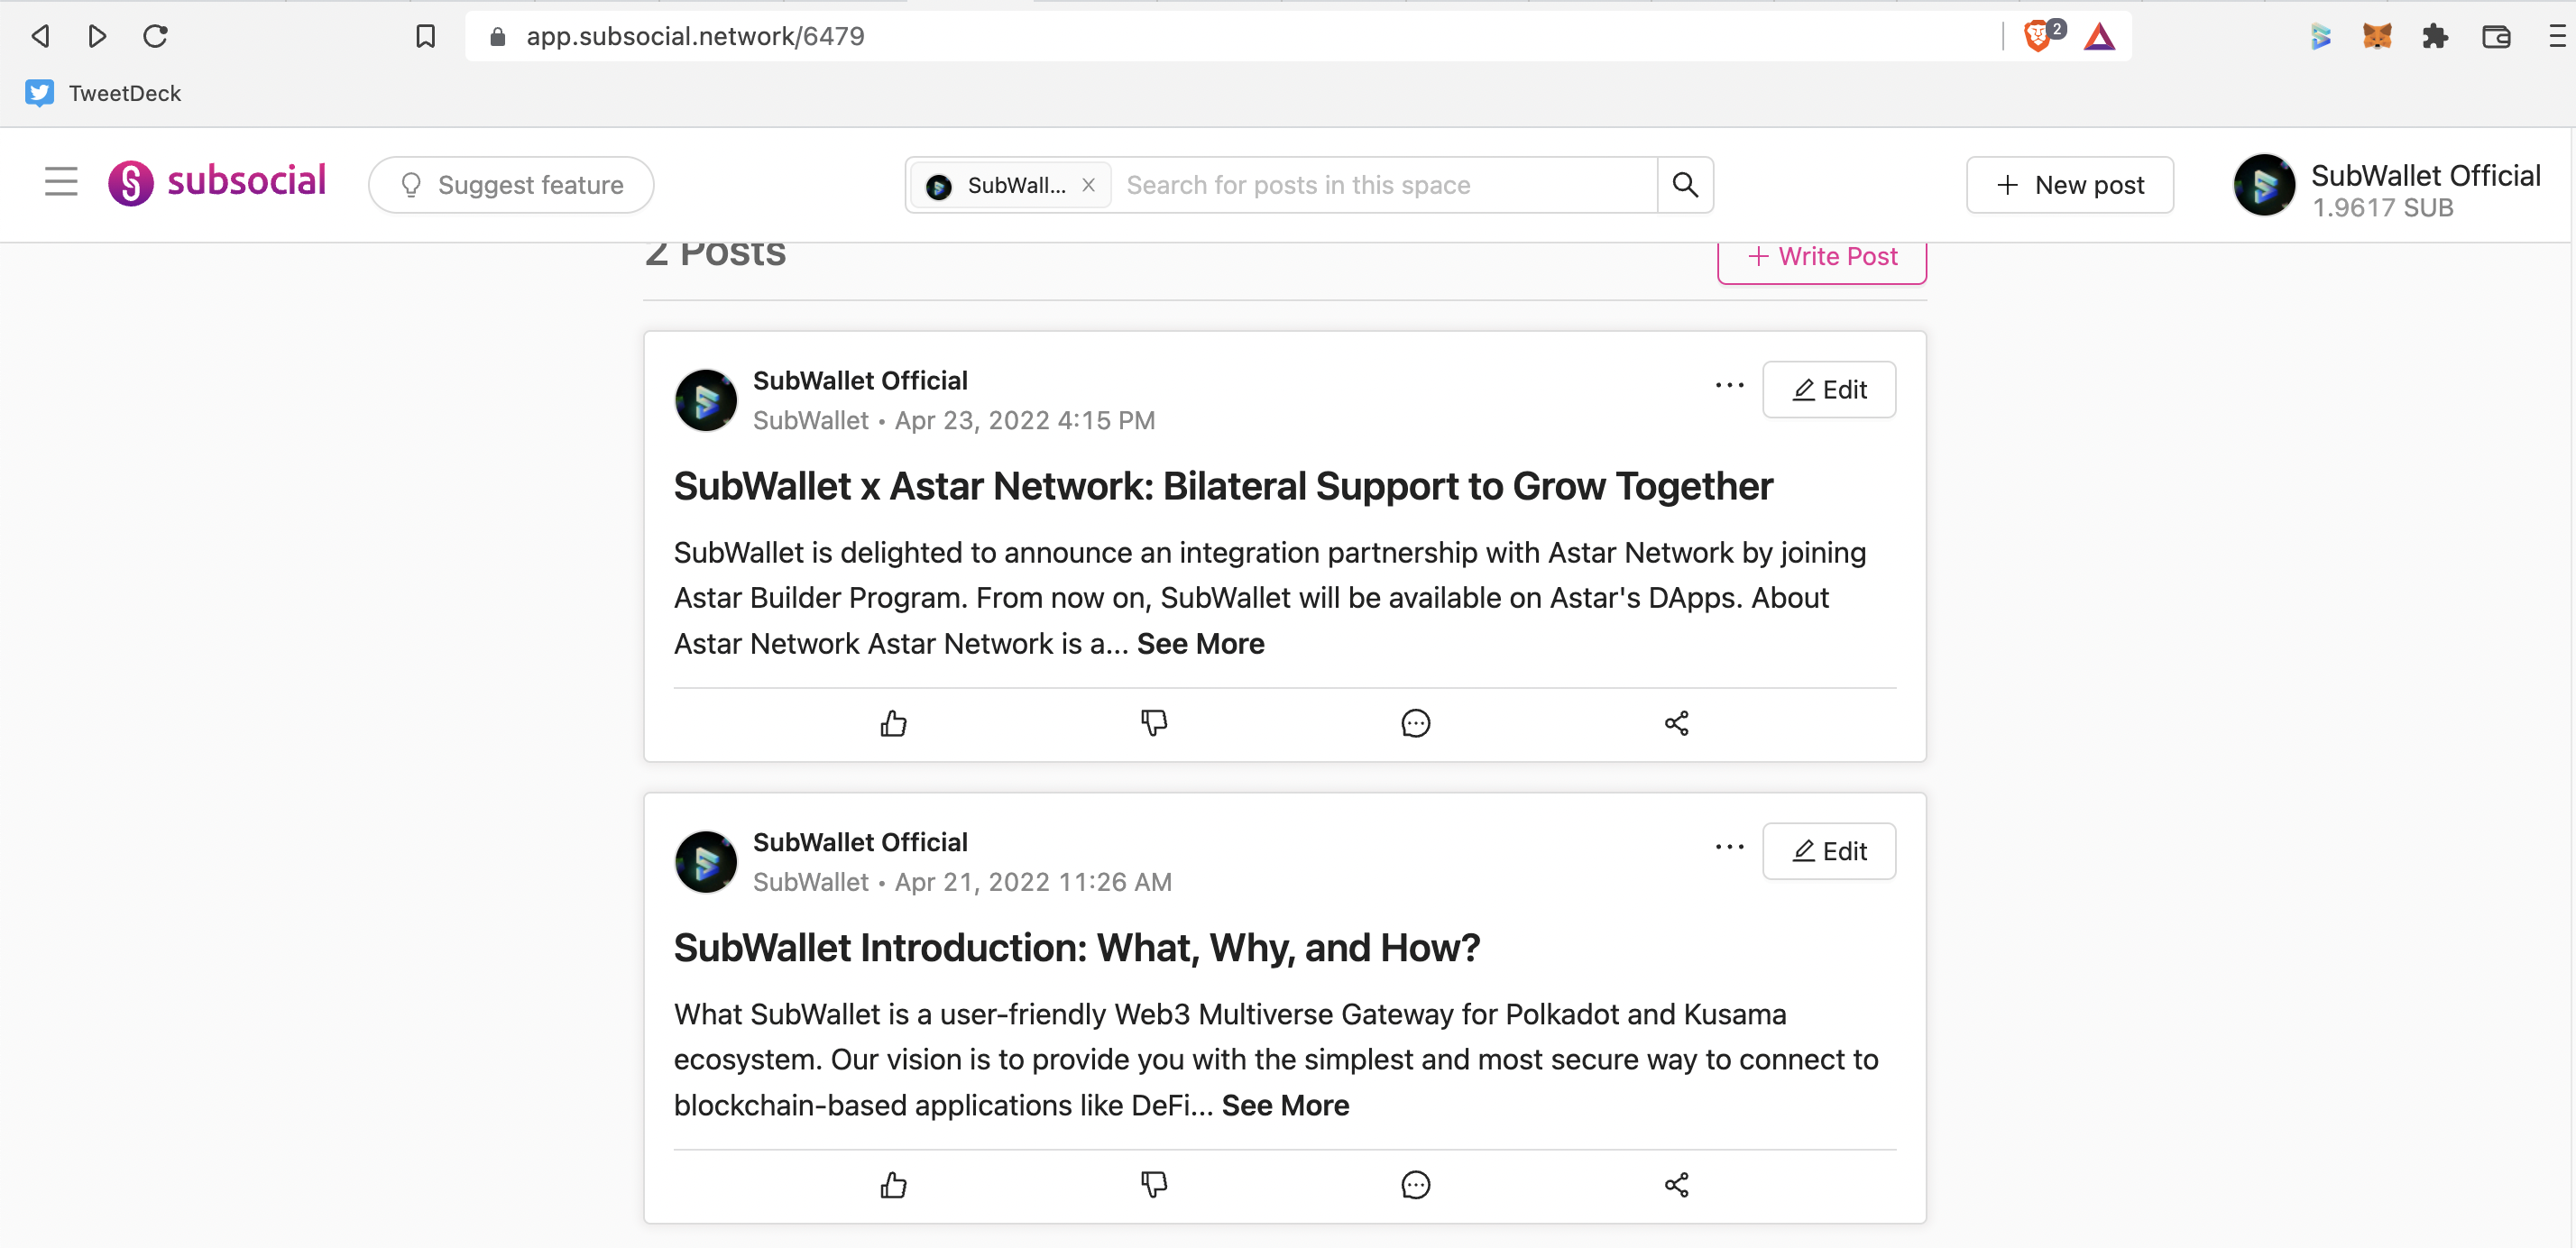 app.subsocial.network/6479
2
TweetDeck
subsocial
Suggest feature
SubWall...
Search for posts in this space
New post
SubWallet Official
1.9617 SUB
2 Posts
Write Post
SubWallet Official
SubWallet • Apr 23, 2022 4:15 PM
Edit
SubWallet x Astar Network: Bilateral Support to Grow Together
SubWallet is delighted to announce an integration partnership with Astar Network by joining
Astar Builder Program. From now on, SubWallet will be available on Astar's DApps. About
Astar Network Astar Network is a... See More
SubWallet Official
SubWallet • Apr 21, 2022 11:26 AM
Edit
SubWallet Introduction: What, Why, and How?
What SubWallet is a user-friendly Web3 Multiverse Gateway for Polkadot and Kusama
ecosystem. Our vision is to provide you with the simplest and most secure way to connect to
blockchain-based applications like DeFi... See More